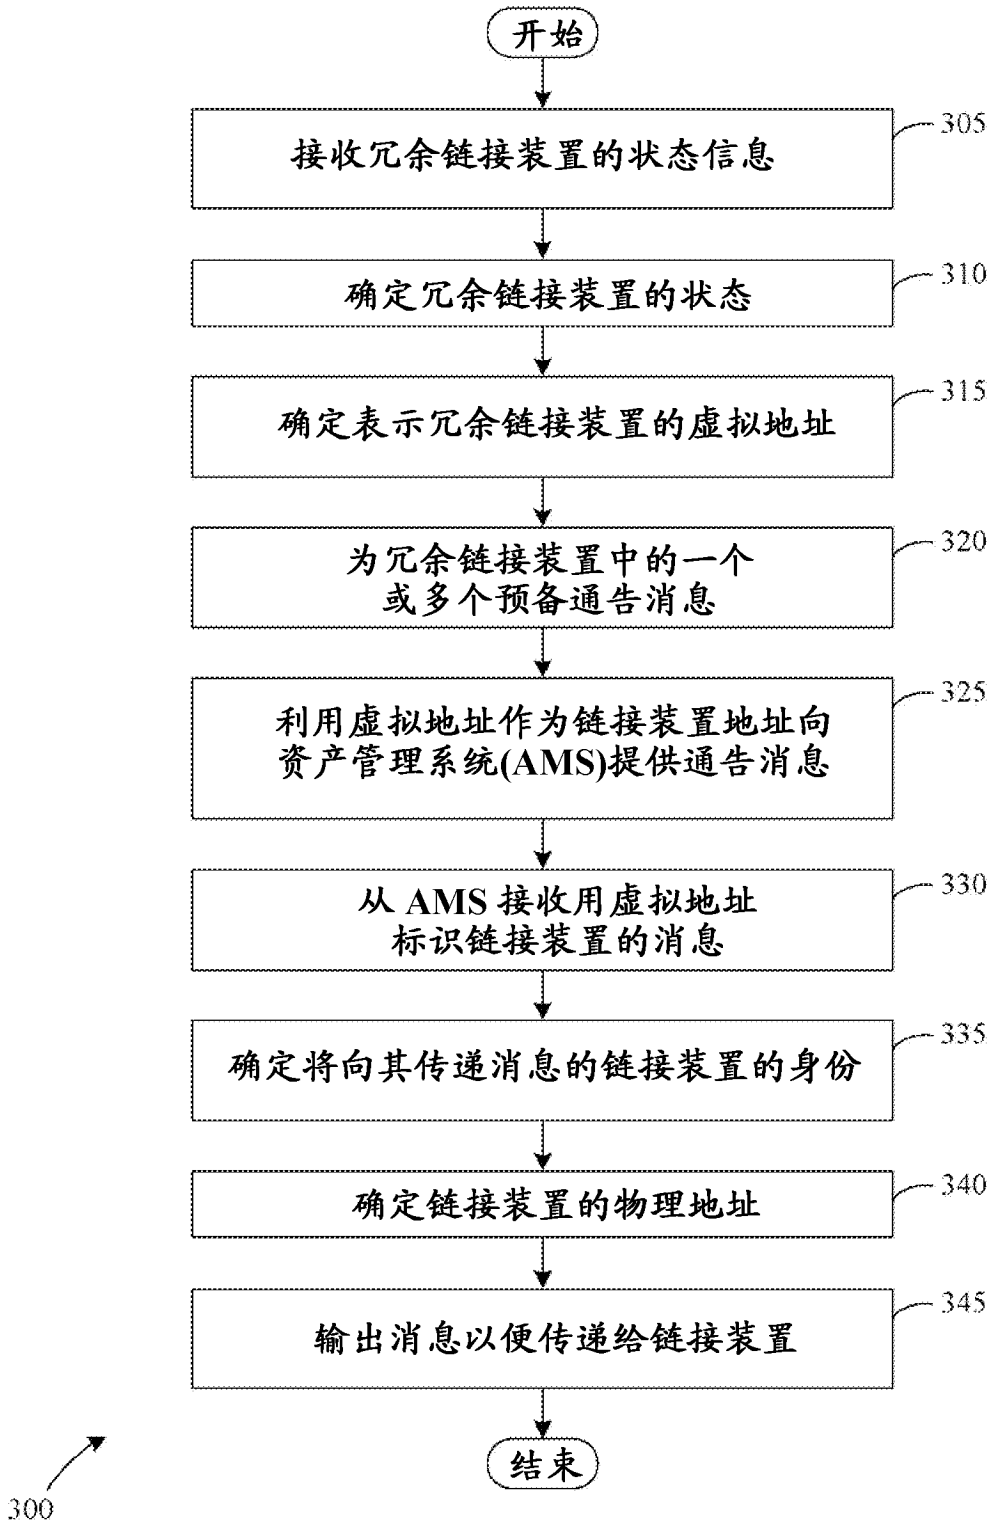 开始
接收冗余链接装置的状态信息
305
确定冗余链接装置的状态
310
确定表示冗余链接装置的虚拟地址
315
为冗余链接装置中的一个
或多个预备通告消息
320
利用虚拟地址作为链接装置地址向
资产管理系统(AMS)提供通告消息
325
从 AMS 接收用虚拟地址
标识链接装置的消息
330
确定将向其传递消息的链接装置的身份
335
确定链接装置的物理地址
340
输出消息以便传递给链接装置
345
结束
300